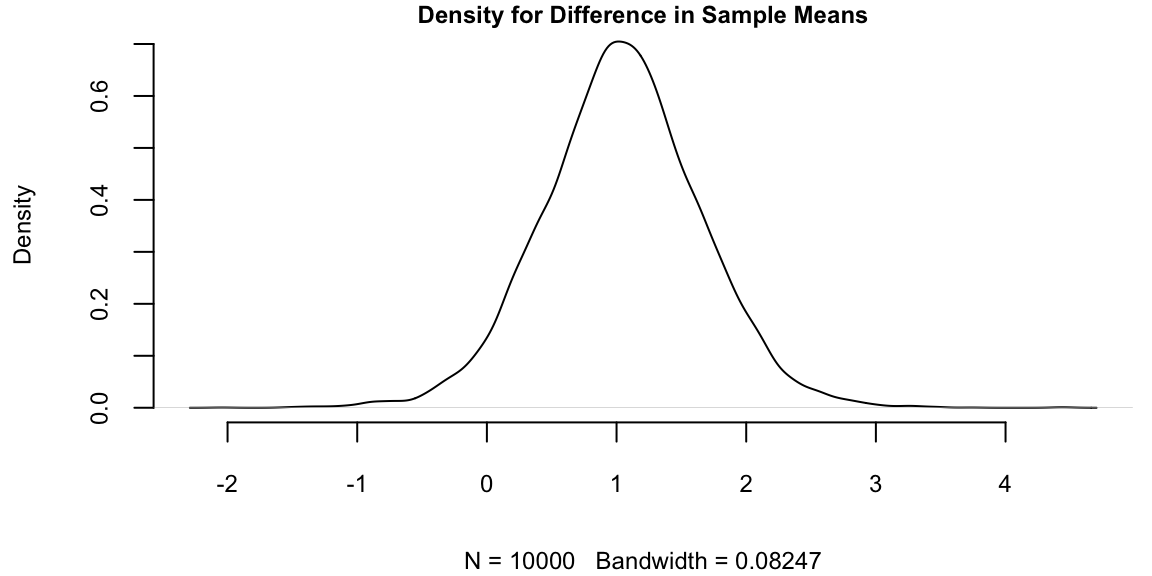 Density for Difference in Sample Means
Density
0.6
0.4
0.2
0.0
-2 -1 0 1 2 3 4
N = 10000 Bandwidth = 0.08247